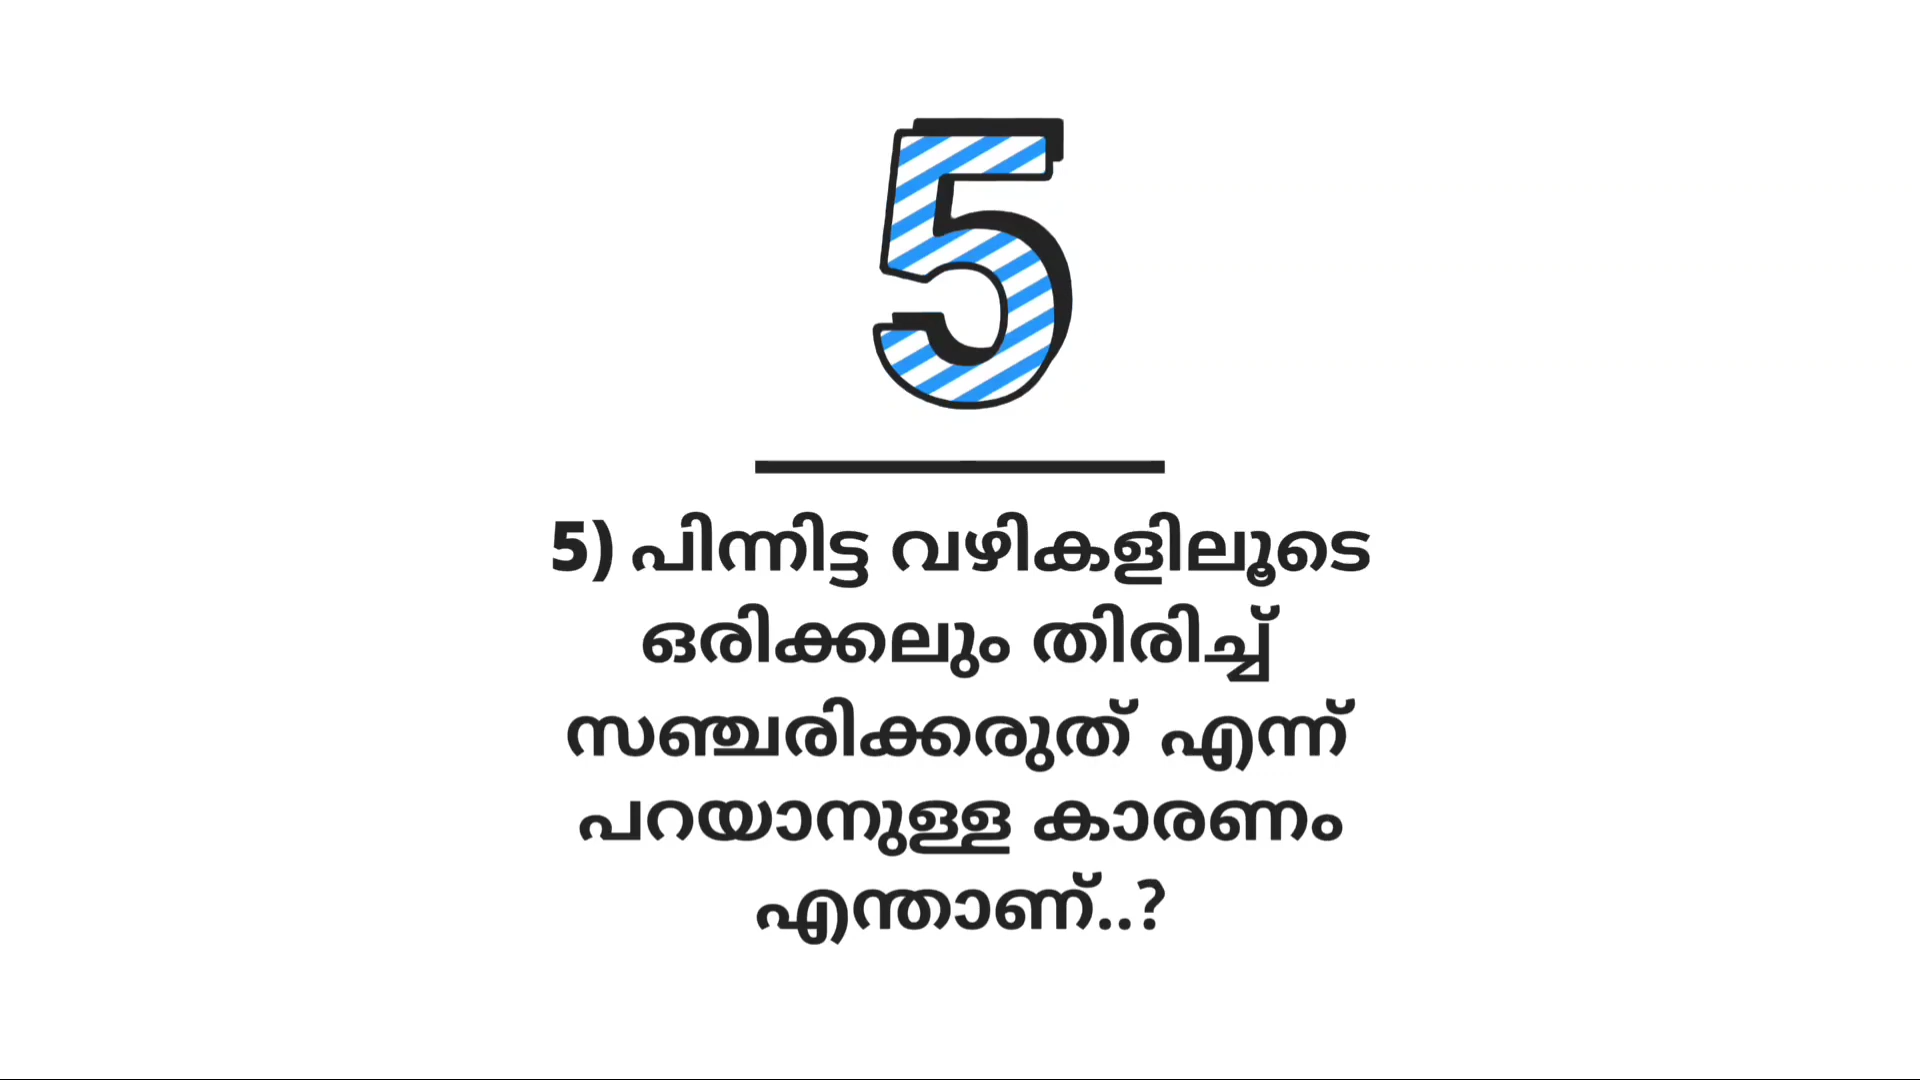 5
5) പിന്നിട്ട വഴികളിലൂടെ
ഒരിക്കലും തിരിച്ച്
സഞ്ചരിക്കരുത് എന്ന്
പറയാനുള്ള കാരണം
എന്താണ്..?